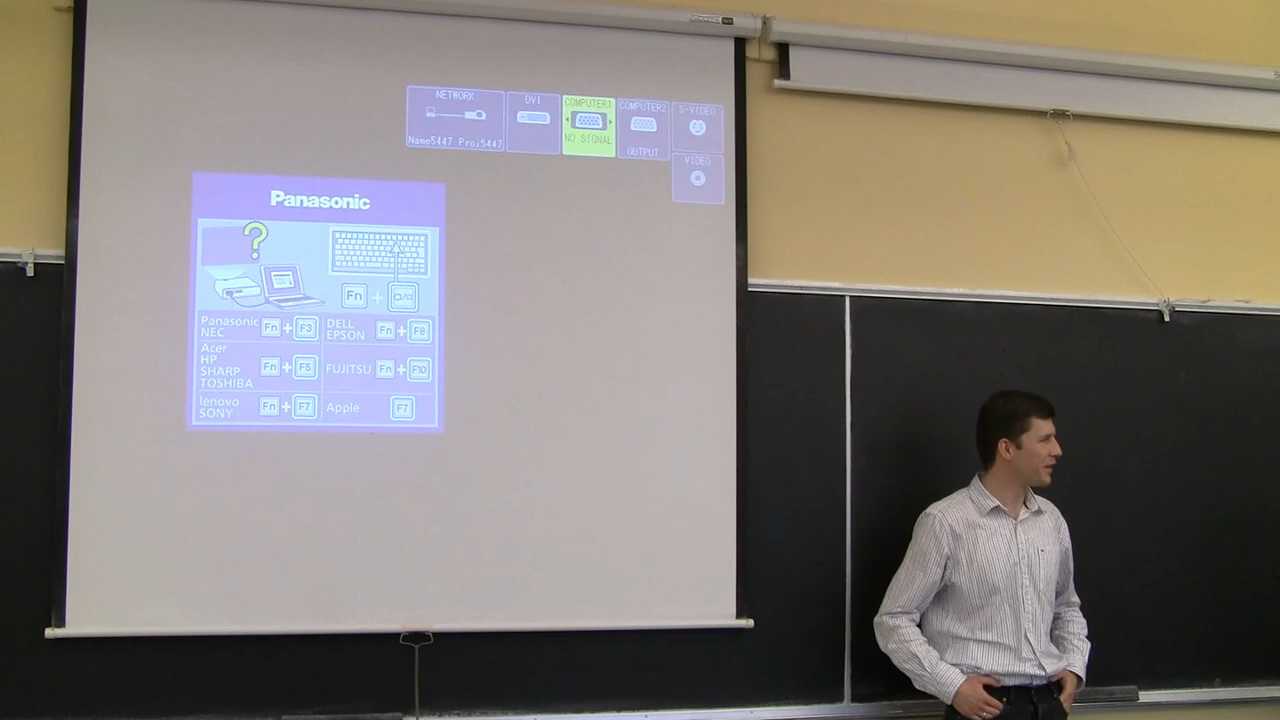 NETWORK
Name5447 Proj5447
DVI
COMPUTER1
NO SIGNAL
COMPUTER2
OUTPUT
S-VIDEO
VIDEO
Panasonic
?
Fn +
Panasonic
NEC
Fn + F3
DELL
EPSON
Fn + F8
Acer
HP
SHARP
TOSHIBA
Fn + F5
FUJITSU
Fn + F10
lenovo
SONY
Fn + F7
Apple
F7